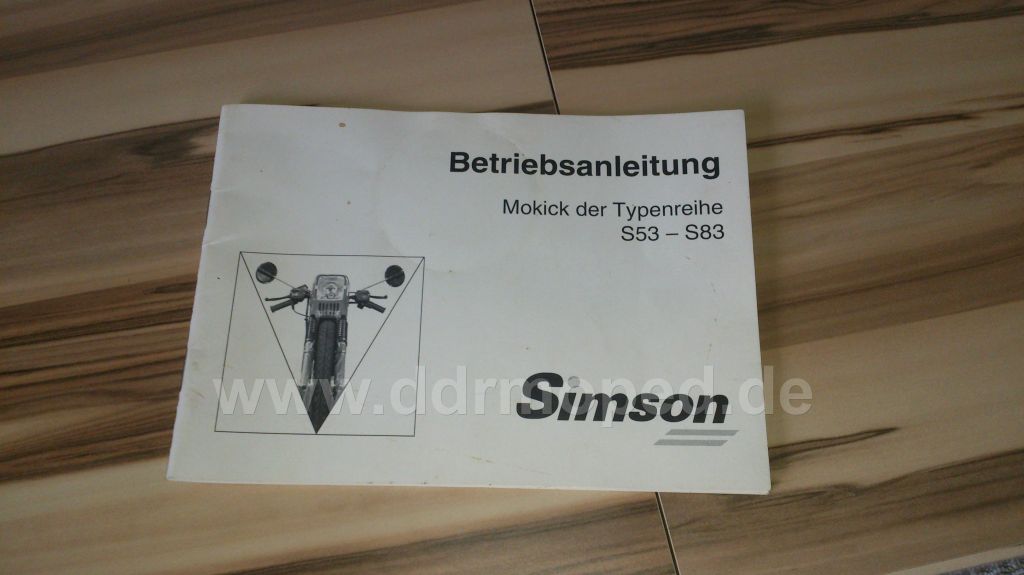 Betriebsanleitung
Mokick der Typenreihe
S53 – S83
www.ddrmoped.de
Simson